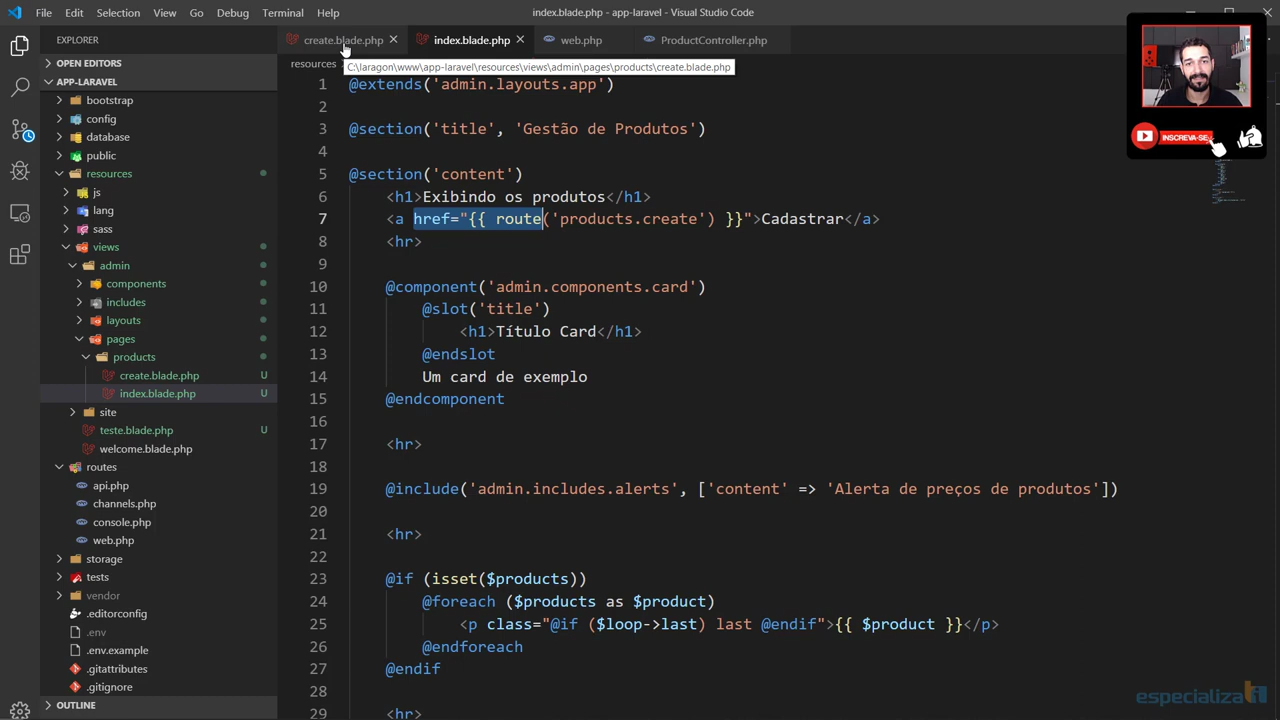 File Edit Selection View Go Debug Terminal Help
index.blade.php - app-laravel - Visual Studio Code
EXPLORER
OPEN EDITORS
APP-LARAVEL
bootstrap
config
database
public
resources
js
lang
sass
views
admin
components
includes
layouts
pages
products
create.blade.php U
index.blade.php U
site
teste.blade.php U
welcome.blade.php
routes
api.php
channels.php
console.php
web.php
storage
tests
vendor
.editorconfig
.env
.env.example
.gitattributes
.gitignore
OUTLINE
create.blade.php index.blade.php web.php ProductController.php
resources
C:\laragon\www\app-laravel\resources\views\admin\pages\products\create.blade.php
1 @extends('admin.layouts.app')
2
3 @section('title', 'Gestão de Produtos')
4
5 @section('content')
6 <h1>Exibindo os produtos</h1>
7 <a href="{{ route('products.create') }}">Cadastrar</a>
8 <hr>
9
10 @component('admin.components.card')
11 @slot('title')
12 <h1>Título Card</h1>
13 @endslot
14 Um card de exemplo
15 @endcomponent
16
17 <hr>
18
19 @include('admin.includes.alerts', ['content' => 'Alerta de preços de produtos'])
20
21 <hr>
22
23 @if (isset($products))
24 @foreach ($products as $product)
25 <p class="@if ($loop->last) last @endif">{{ $product }}</p>
26 @endforeach
27 @endif
28
29 <hr>
INSCREVA-SE
especializati